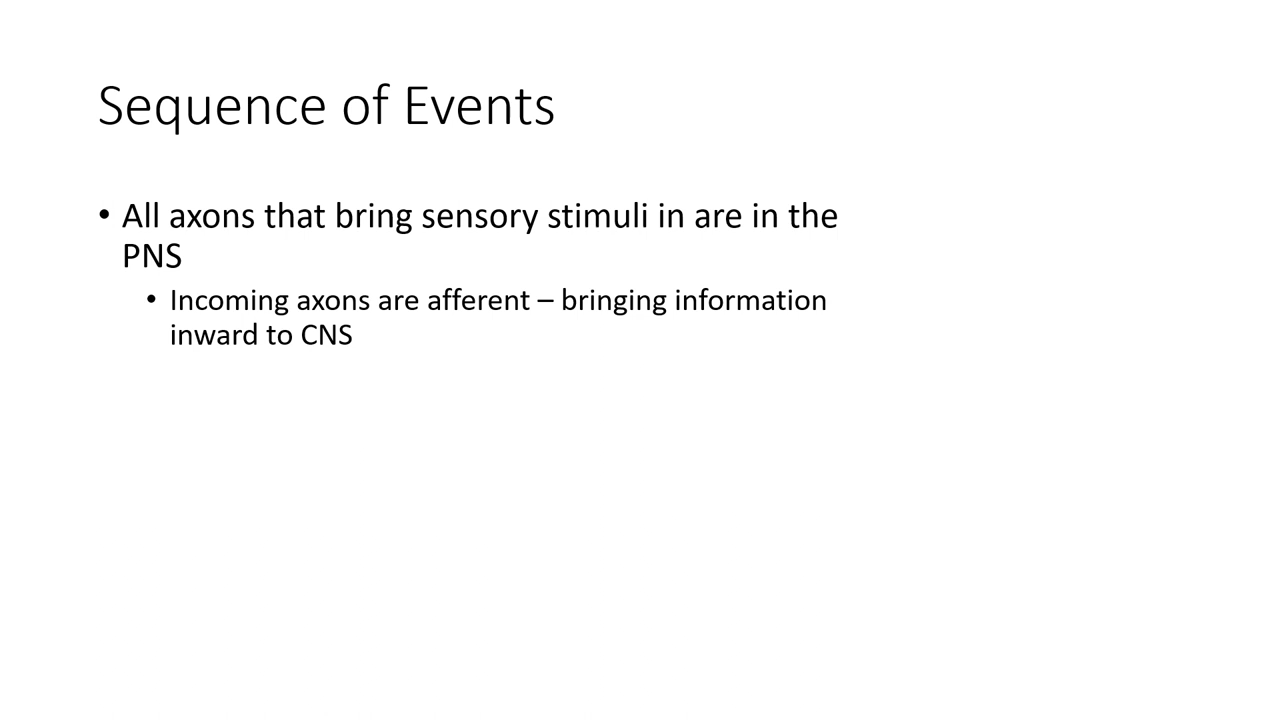 Sequence of Events
• All axons that bring sensory stimuli in are in the
PNS
• Incoming axons are afferent – bringing information
inward to CNS